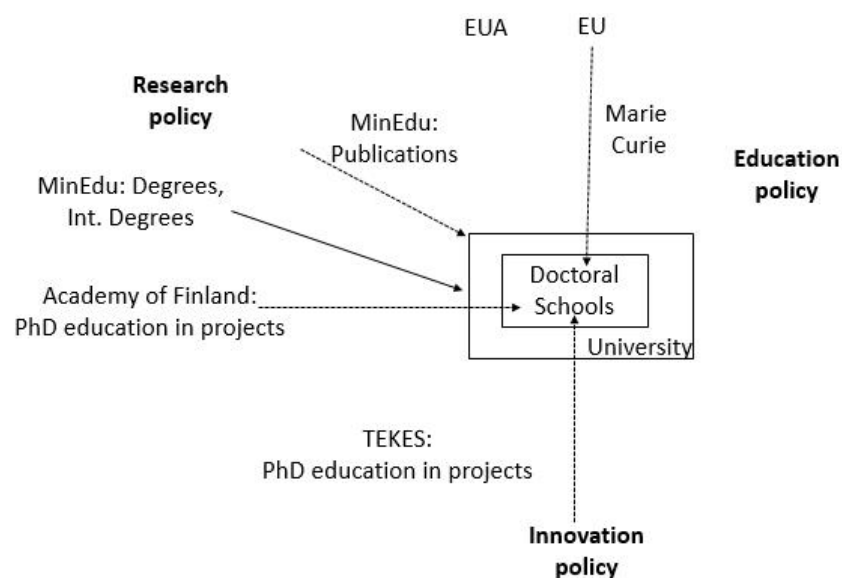 EUA
EU
Research
policy
MinEdu:
Publications
Marie
Curie
Education
policy
MinEdu: Degrees,
Int. Degrees
Doctoral
Schools
Academy of Finland:
PhD education in projects
University
TEKES:
PhD education in projects
Innovation
policy